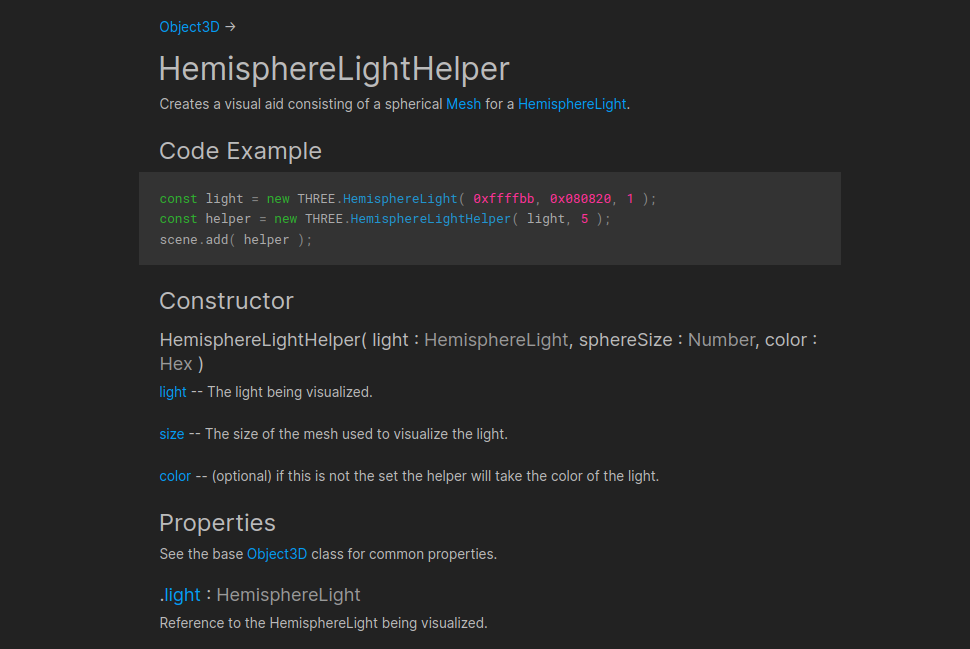 Object3D →
HemisphereLightHelper
Creates a visual aid consisting of a spherical Mesh for a HemisphereLight.
Code Example
const light = new THREE.HemisphereLight( 0xffffbb, 0x080820, 1 );
const helper = new THREE.HemisphereLightHelper( light, 5 );
scene.add( helper );
Constructor
HemisphereLightHelper( light : HemisphereLight, sphereSize : Number, color :
Hex )
light -- The light being visualized.
size -- The size of the mesh used to visualize the light.
color -- (optional) if this is not the set the helper will take the color of the light.
Properties
See the base Object3D class for common properties.
.light : HemisphereLight
Reference to the HemisphereLight being visualized.